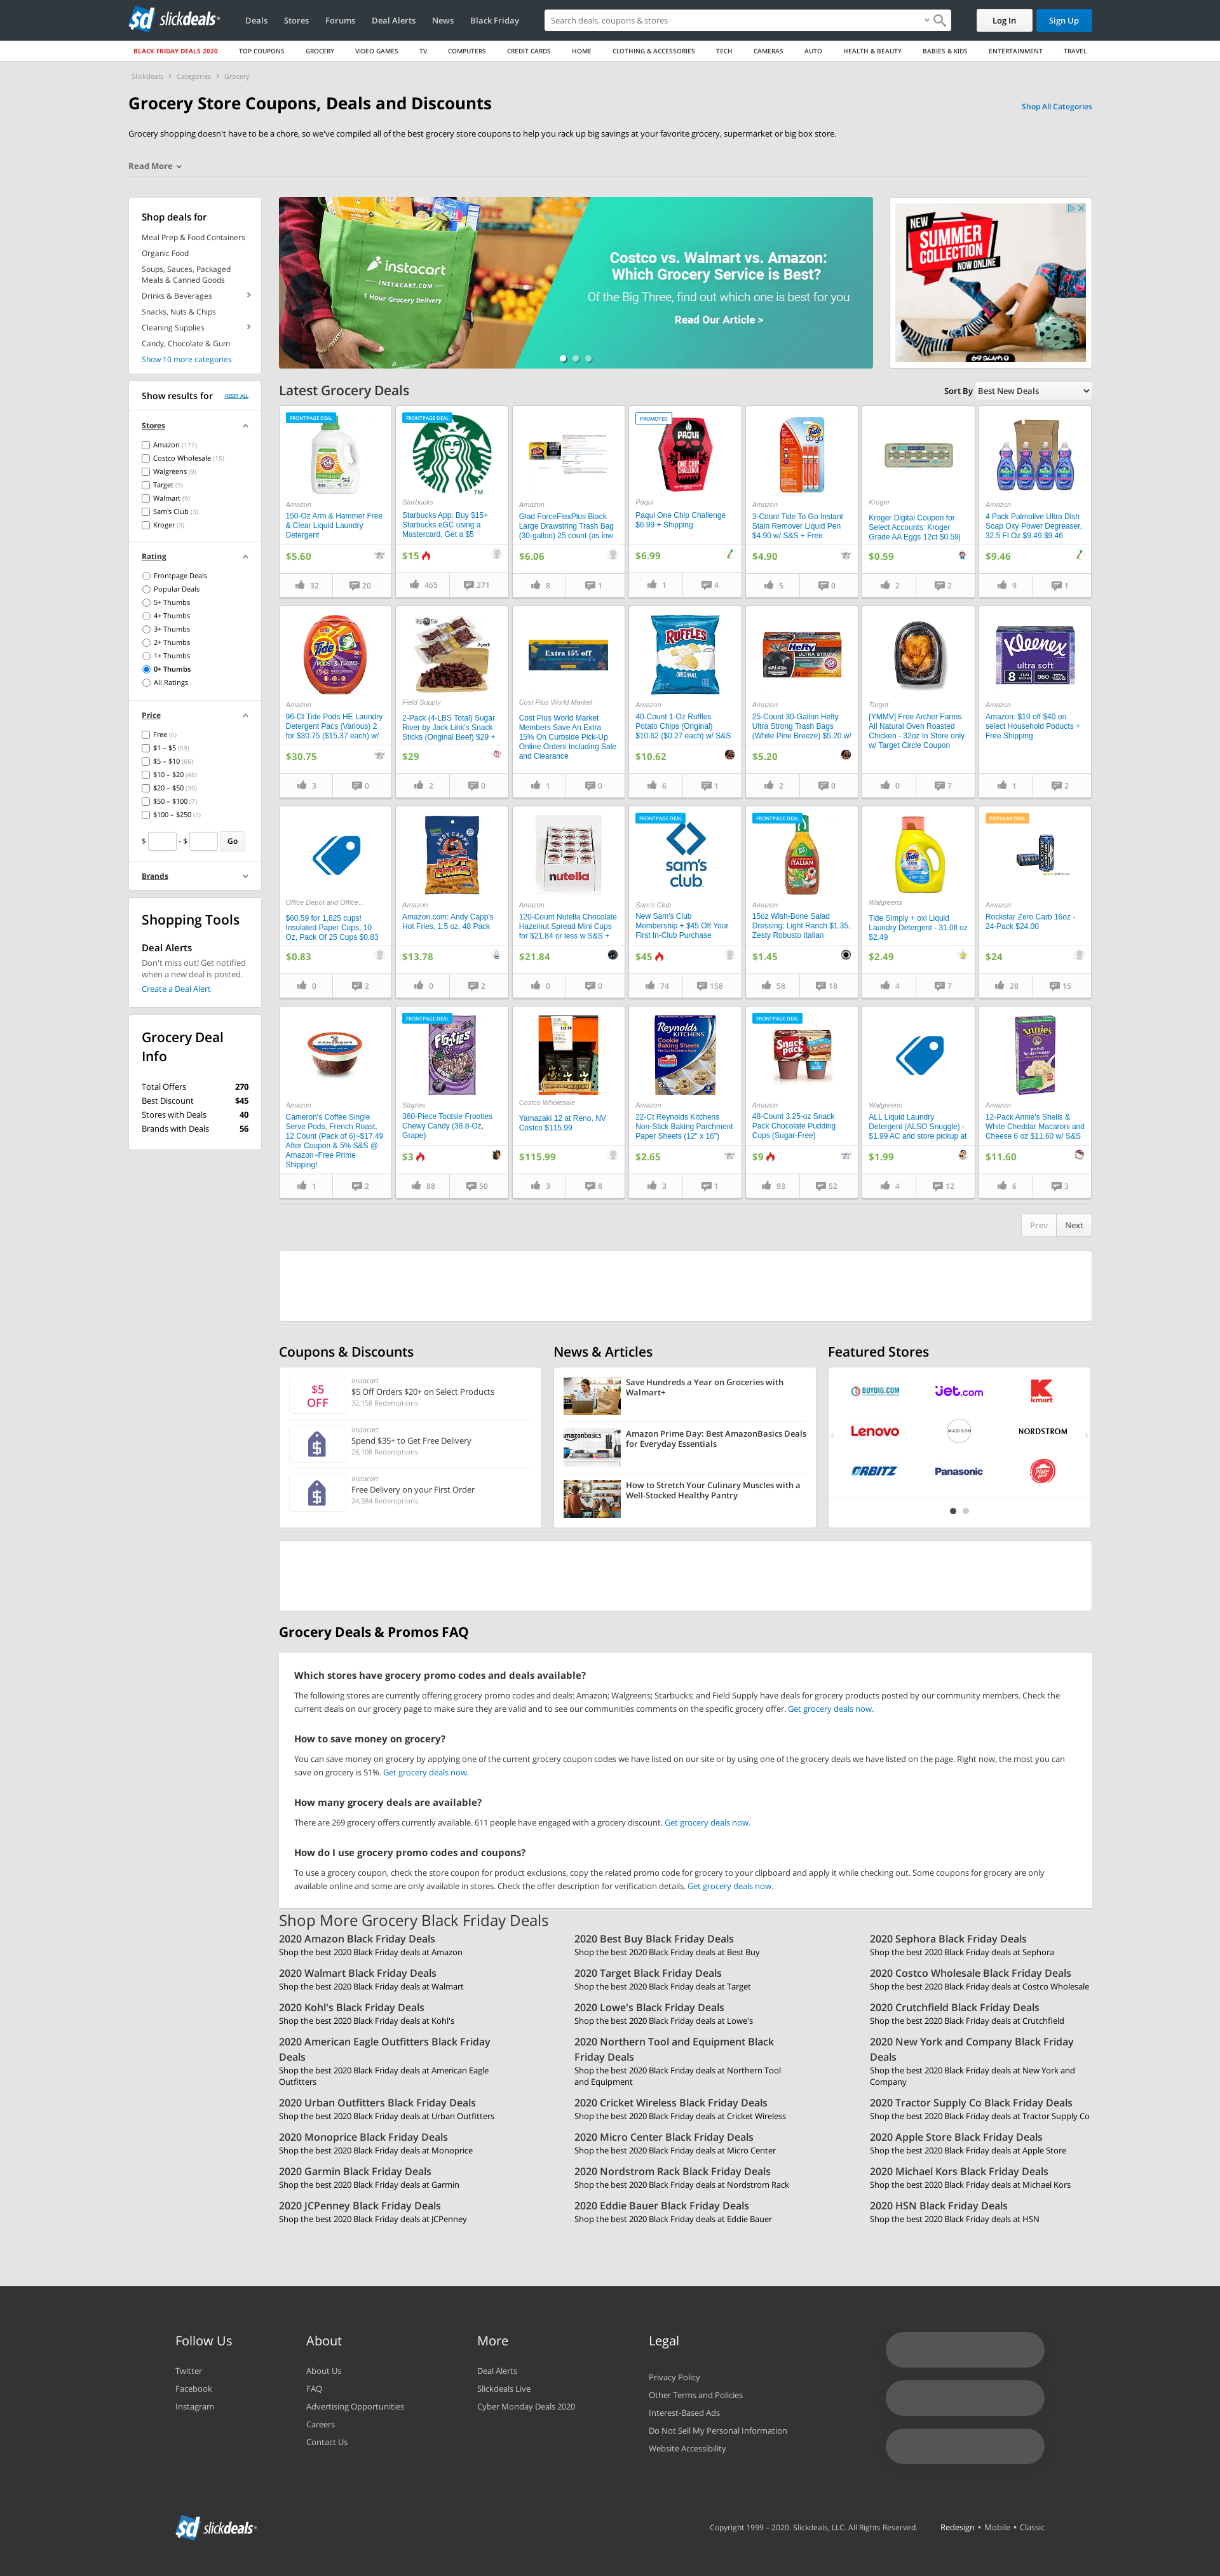 sd slickdeals
Deals Stores Forums Deal Alerts News Black Friday
Search deals, coupons & stores
Log In
Sign Up
BLACK FRIDAY DEALS 2020 TOP COUPONS GROCERY VIDEO GAMES TV COMPUTERS CREDIT CARDS HOME CLOTHING & ACCESSORIES TECH CAMERAS AUTO HEALTH & BEAUTY BABIES & KIDS ENTERTAINMENT TRAVEL
Slickdeals › Categories › Grocery
Grocery Store Coupons, Deals and Discounts
Shop All Categories
Grocery shopping doesn't have to be a chore, so we've compiled all of the best grocery store coupons to help you rack up big savings at your favorite grocery, supermarket or big box store.
Read More
Shop deals for
Meal Prep & Food Containers
Organic Food
Soups, Sauces, Packaged
Meals & Canned Goods
Drinks & Beverages
Snacks, Nuts & Chips
Cleaning Supplies
Candy, Chocolate & Gum
Show 10 more categories
Show results for RESET ALL
Stores
Amazon (177)
Costco Wholesale (15)
Walgreens (9)
Target (9)
Walmart (9)
Sam's Club (3)
Kroger (3)
Rating
Frontpage Deals
Popular Deals
5+ Thumbs
4+ Thumbs
3+ Thumbs
2+ Thumbs
1+ Thumbs
0+ Thumbs
All Ratings
Price
Free (6)
$1 – $5 (59)
$5 – $10 (66)
$10 – $20 (48)
$20 – $50 (39)
$50 – $100 (7)
$100 – $250 (3)
$ - $ Go
Brands
Shopping Tools
Deal Alerts
Don't miss out! Get notified
when a new deal is posted.
Create a Deal Alert
Grocery Deal
Info
Total Offers 270
Best Discount $45
Stores with Deals 40
Brands with Deals 56
instacart
INSTACART.COM
1 Hour Grocery Delivery
Costco vs. Walmart vs. Amazon:
Which Grocery Service is Best?
Of the Big Three, find out which one is best for you
Read Our Article >
NEW
SUMMER
COLLECTION
NOW ONLINE
69SLAM
Latest Grocery Deals
Sort By Best New Deals
FRONTPAGE DEAL
Amazon
150-Oz Arm & Hammer Free
& Clear Liquid Laundry
Detergent
$5.60
32 20
FRONTPAGE DEAL
Starbucks
Starbucks App: Buy $15+
Starbucks eGC using a
Mastercard, Get a $5
$15
465 271
Amazon
Glad ForceFlexPlus Black
Large Drawstring Trash Bag
(30-gallon) 25 count (as low
$6.06
8 1
PROMOTED
PAQUI
ONE CHIP
CHALLENGE
Paqui
Paqui One Chip Challenge
$6.99 + Shipping
$6.99
1 4
Amazon
3-Count Tide To Go Instant
Stain Remover Liquid Pen
$4.90 w/ S&S + Free
$4.90
5 0
Kroger
Kroger Digital Coupon for
Select Accounts: Kroger
Grade AA Eggs 12ct $0.59|
$0.59
2 2
Amazon
4 Pack Palmolive Ultra Dish
Soap Oxy Power Degreaser,
32.5 Fl Oz $9.49 $9.46
$9.46
9 1
Tide
PODS
Amazon
96-Ct Tide Pods HE Laundry
Detergent Pacs (Various) 2
for $30.75 ($15.37 each) w/
$30.75
3 0
2-pack
Field Supply
2-Pack (4-LBS Total) Sugar
River by Jack Link's Snack
Sticks (Original Beef) $29 +
$29
2 0
Extra 15% off
Cost Plus World Market
Cost Plus World Market
Members Save An Extra
15% On Curbside Pick-Up
Online Orders Including Sale
and Clearance
1 0
RUFFLES
ORIGINAL
Amazon
40-Count 1-Oz Ruffles
Potato Chips (Original)
$10.62 ($0.27 each) w/ S&S
$10.62
6 1
Hefty
ULTRA STRONG
Amazon
25-Count 30-Gallon Hefty
Ultra Strong Trash Bags
(White Pine Breeze) $5.20 w/
$5.20
2 0
Target
[YMMV] Free Archer Farms
All Natural Oven Roasted
Chicken - 32oz In Store only
w/ Target Circle Coupon
0 7
Kleenex
ultra soft
8 960
Amazon
Amazon: $10 off $40 on
select Household Poducts +
Free Shipping
1 2
Office Depot and Office...
$60.59 for 1,825 cups!
Insulated Paper Cups, 10
Oz, Pack Of 25 Cups $0.83
$0.83
0 2
ANDY CAPP'S
HOT FRIES
Amazon
Amazon.com: Andy Capp's
Hot Fries, 1.5 oz, 48 Pack
$13.78
0 2
nutella
Amazon
120-Count Nutella Chocolate
Hazelnut Spread Mini Cups
for $21.84 or less w S&S +
$21.84
0 0
FRONTPAGE DEAL
sam's
club
Sam's Club
New Sam's Club
Membership + $45 Off Your
First In-Club Purchase
$45
74 158
FRONTPAGE DEAL
ITALIAN
Amazon
15oz Wish-Bone Salad
Dressing: Light Ranch $1.35,
Zesty Robusto Italian
$1.45
58 18
Tide
Walgreens
Tide Simply + oxi Liquid
Laundry Detergent - 31.0fl oz
$2.49
$2.49
4 7
POPULAR DEAL
Amazon
Rockstar Zero Carb 16oz -
24-Pack $24.00
$24
28 15
CAMERON'S
Amazon
Cameron's Coffee Single
Serve Pods, French Roast,
12 Count (Pack of 6)~$17.49
After Coupon & 5% S&S @
Amazon~Free Prime
Shipping!
1 2
FRONTPAGE DEAL
Frooties
Staples
360-Piece Tootsie Frooties
Chewy Candy (38.8-Oz,
Grape)
$3
88 50
Costco Wholesale
Yamazaki 12 at Reno, NV
Costco $115.99
$115.99
3 8
Reynolds
KITCHENS
Cookie
Baking Sheets
22
Amazon
22-Ct Reynolds Kitchens
Non-Stick Baking Parchment
Paper Sheets (12" x 16")
$2.65
3 1
FRONTPAGE DEAL
Snack
pack
Amazon
48-Count 3.25-oz Snack
Pack Chocolate Pudding
Cups (Sugar-Free)
$9
93 52
Walgreens
ALL Liquid Laundry
Detergent (ALSO Snuggle) -
$1.99 AC and store pickup at
$1.99
4 12
Annie's
Amazon
12-Pack Annie's Shells &
White Cheddar Macaroni and
Cheese 6 oz $11.60 w/ S&S
$11.60
6 3
Prev Next
Coupons & Discounts
$5
OFF
Instacart
$5 Off Orders $20+ on Select Products
32,158 Redemptions
Instacart
Spend $35+ to Get Free Delivery
28,108 Redemptions
Instacart
Free Delivery on your First Order
24,384 Redemptions
News & Articles
Save Hundreds a Year on Groceries with
Walmart+
amazonbasics
Amazon Prime Day: Best AmazonBasics Deals
for Everyday Essentials
How to Stretch Your Culinary Muscles with a
Well-Stocked Healthy Pantry
Featured Stores
BUYDIG.COM jet.com kmart
Lenovo MADISON NORDSTROM
ORBITZ Panasonic Pizza Hut
Grocery Deals & Promos FAQ
Which stores have grocery promo codes and deals available?
The following stores are currently offering grocery promo codes and deals: Amazon; Walgreens; Starbucks; and Field Supply have deals for grocery products posted by our community members. Check the
current deals on our grocery page to make sure they are valid and to see our communities comments on the specific grocery offer. Get grocery deals now.
How to save money on grocery?
You can save money on grocery by applying one of the current grocery coupon codes we have listed on our site or by using one of the grocery deals we have listed on the page. Right now, the most you can
save on grocery is 51%. Get grocery deals now.
How many grocery deals are available?
There are 269 grocery offers currently available. 611 people have engaged with a grocery discount. Get grocery deals now.
How do I use grocery promo codes and coupons?
To use a grocery coupon, check the store coupon for product exclusions, copy the related promo code for grocery to your clipboard and apply it while checking out. Some coupons for grocery are only
available online and some are only available in stores. Check the offer description for verification details. Get grocery deals now.
Shop More Grocery Black Friday Deals
2020 Amazon Black Friday Deals
Shop the best 2020 Black Friday deals at Amazon
2020 Best Buy Black Friday Deals
Shop the best 2020 Black Friday deals at Best Buy
2020 Sephora Black Friday Deals
Shop the best 2020 Black Friday deals at Sephora
2020 Walmart Black Friday Deals
Shop the best 2020 Black Friday deals at Walmart
2020 Target Black Friday Deals
Shop the best 2020 Black Friday deals at Target
2020 Costco Wholesale Black Friday Deals
Shop the best 2020 Black Friday deals at Costco Wholesale
2020 Kohl's Black Friday Deals
Shop the best 2020 Black Friday deals at Kohl's
2020 Lowe's Black Friday Deals
Shop the best 2020 Black Friday deals at Lowe's
2020 Crutchfield Black Friday Deals
Shop the best 2020 Black Friday deals at Crutchfield
2020 American Eagle Outfitters Black Friday
Deals
Shop the best 2020 Black Friday deals at American Eagle
Outfitters
2020 Northern Tool and Equipment Black
Friday Deals
Shop the best 2020 Black Friday deals at Northern Tool
and Equipment
2020 New York and Company Black Friday
Deals
Shop the best 2020 Black Friday deals at New York and
Company
2020 Urban Outfitters Black Friday Deals
Shop the best 2020 Black Friday deals at Urban Outfitters
2020 Cricket Wireless Black Friday Deals
Shop the best 2020 Black Friday deals at Cricket Wireless
2020 Tractor Supply Co Black Friday Deals
Shop the best 2020 Black Friday deals at Tractor Supply Co
2020 Monoprice Black Friday Deals
Shop the best 2020 Black Friday deals at Monoprice
2020 Micro Center Black Friday Deals
Shop the best 2020 Black Friday deals at Micro Center
2020 Apple Store Black Friday Deals
Shop the best 2020 Black Friday deals at Apple Store
2020 Garmin Black Friday Deals
Shop the best 2020 Black Friday deals at Garmin
2020 Nordstrom Rack Black Friday Deals
Shop the best 2020 Black Friday deals at Nordstrom Rack
2020 Michael Kors Black Friday Deals
Shop the best 2020 Black Friday deals at Michael Kors
2020 JCPenney Black Friday Deals
Shop the best 2020 Black Friday deals at JCPenney
2020 Eddie Bauer Black Friday Deals
Shop the best 2020 Black Friday deals at Eddie Bauer
2020 HSN Black Friday Deals
Shop the best 2020 Black Friday deals at HSN
Follow Us
Twitter
Facebook
Instagram
About
About Us
FAQ
Advertising Opportunities
Careers
Contact Us
More
Deal Alerts
Slickdeals Live
Cyber Monday Deals 2020
Legal
Privacy Policy
Other Terms and Policies
Interest-Based Ads
Do Not Sell My Personal Information
Website Accessibility
sd slickdeals
Copyright 1999 – 2020. Slickdeals, LLC. All Rights Reserved. Redesign • Mobile • Classic